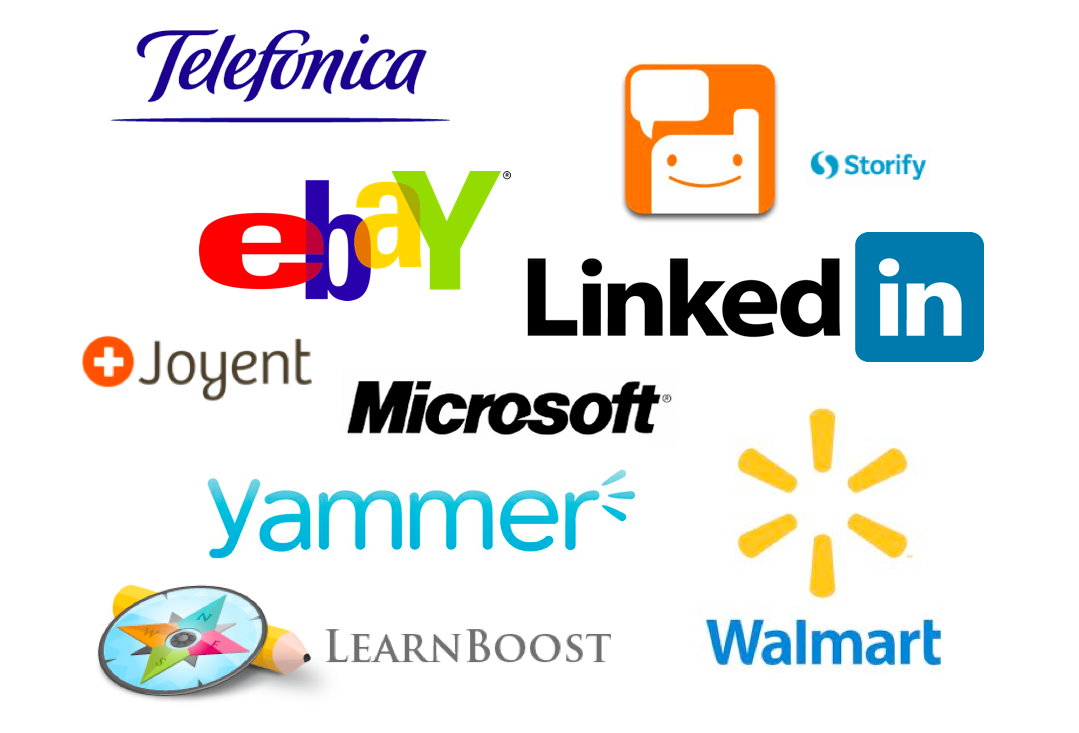 Telefonica
Storify
ebaY®
Linked in
Joyent
Microsoft®
yammer
N
W
E
S
LEARNBOOST
Walmart